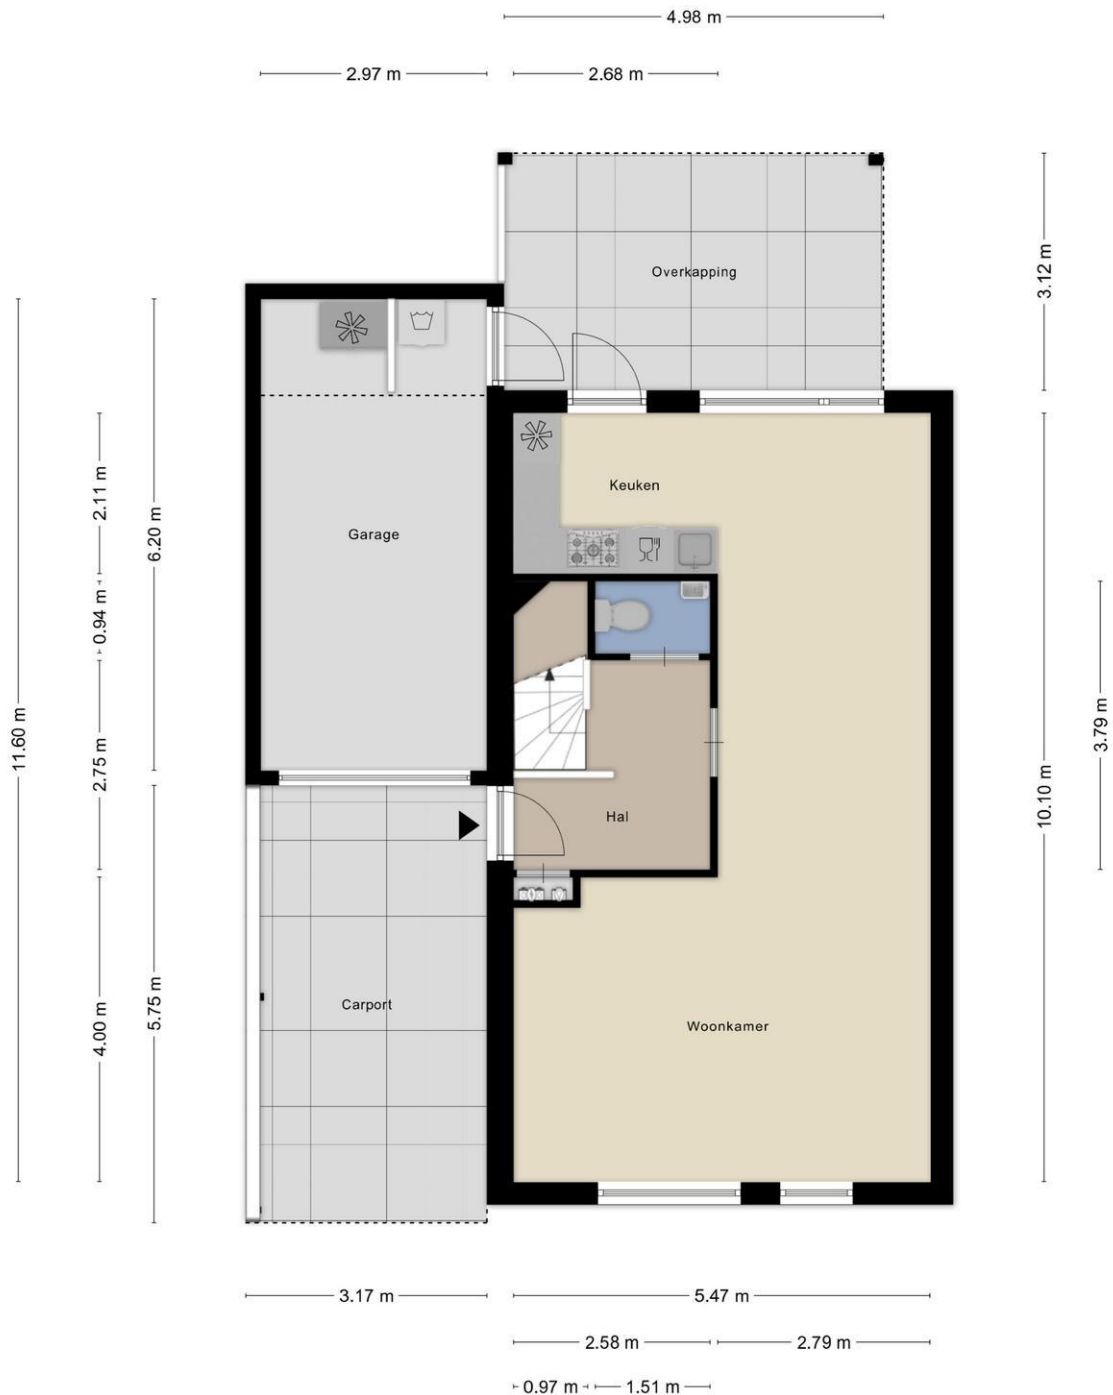 4.98 m
2.97 m
2.68 m
Overkapping
3.12 m
Keuken
2.11 m
6.20 m
Garage
0.94 m
11.60 m
2.75 m
3.79 m
10.10 m
Hal
4.00 m
5.75 m
Carport
Woonkamer
3.17 m
5.47 m
2.58 m
2.79 m
0.97 m
1.51 m